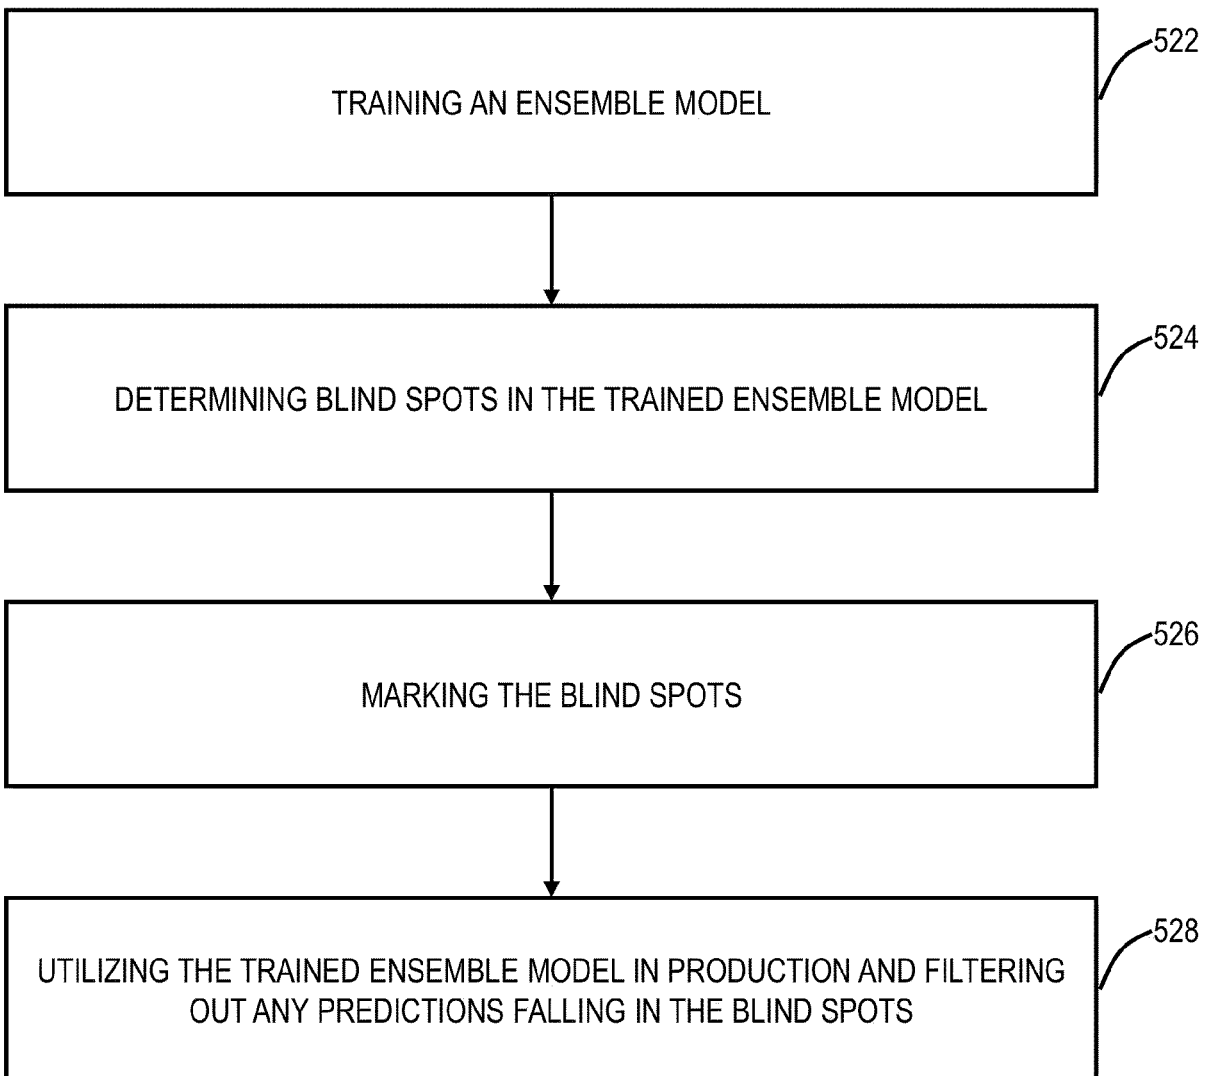 522
TRAINING AN ENSEMBLE MODEL
524
DETERMINING BLIND SPOTS IN THE TRAINED ENSEMBLE MODEL
526
MARKING THE BLIND SPOTS
528
UTILIZING THE TRAINED ENSEMBLE MODEL IN PRODUCTION AND FILTERING
OUT ANY PREDICTIONS FALLING IN THE BLIND SPOTS